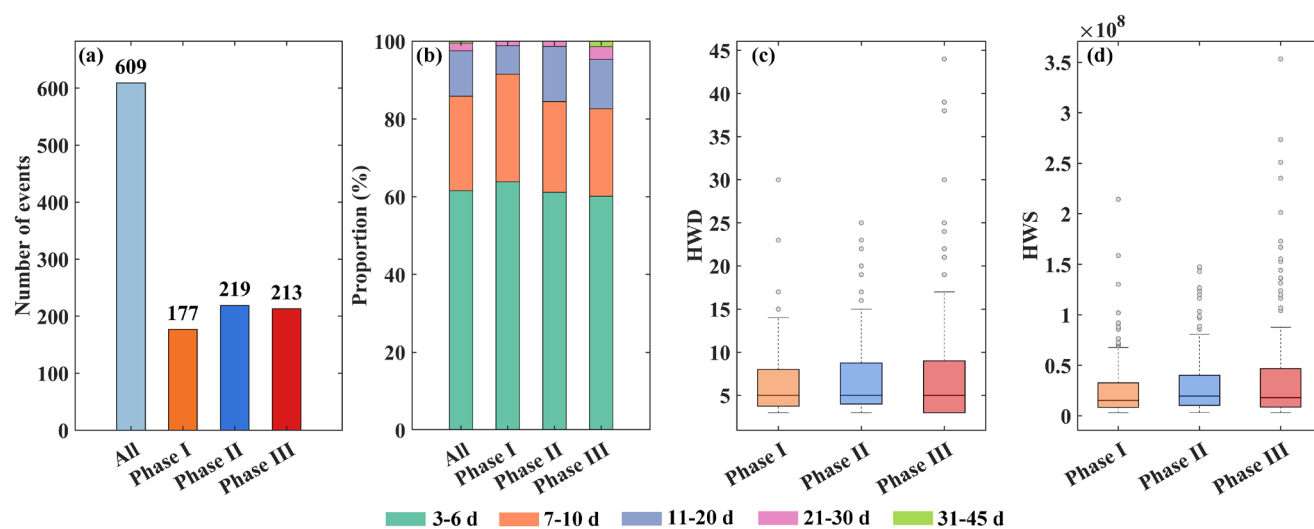 (a)
Number of events
600
500
400
300
200
100
0
609
177
219
213
All
Phase I
Phase II
Phase III
(b)
Proportion (%)
100
80
60
40
20
0
All
Phase I
Phase II
Phase III
(c)
HWD
45
40
35
30
25
20
15
10
5
Phase I
Phase II
Phase III
×10⁸
(d)
HWS
3.5
3
2.5
2
1.5
1
0.5
0
Phase I
Phase II
Phase III
3-6 d 7-10 d 11-20 d 21-30 d 31-45 d